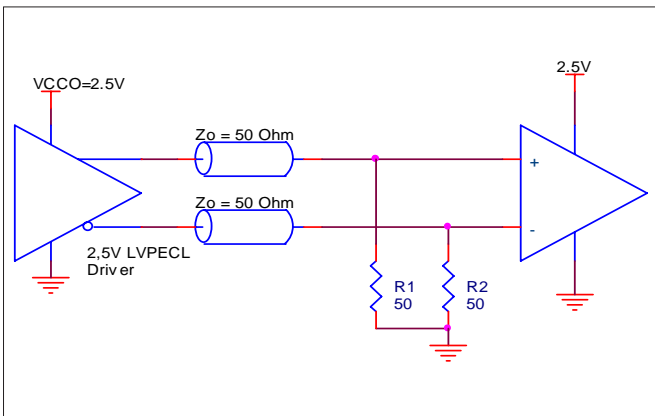 VCCO=2.5V
2.5V
Zo = 50 Ohm
+
Zo = 50 Ohm
-
2,5V LVPECL
Driver
R1
50
R2
50